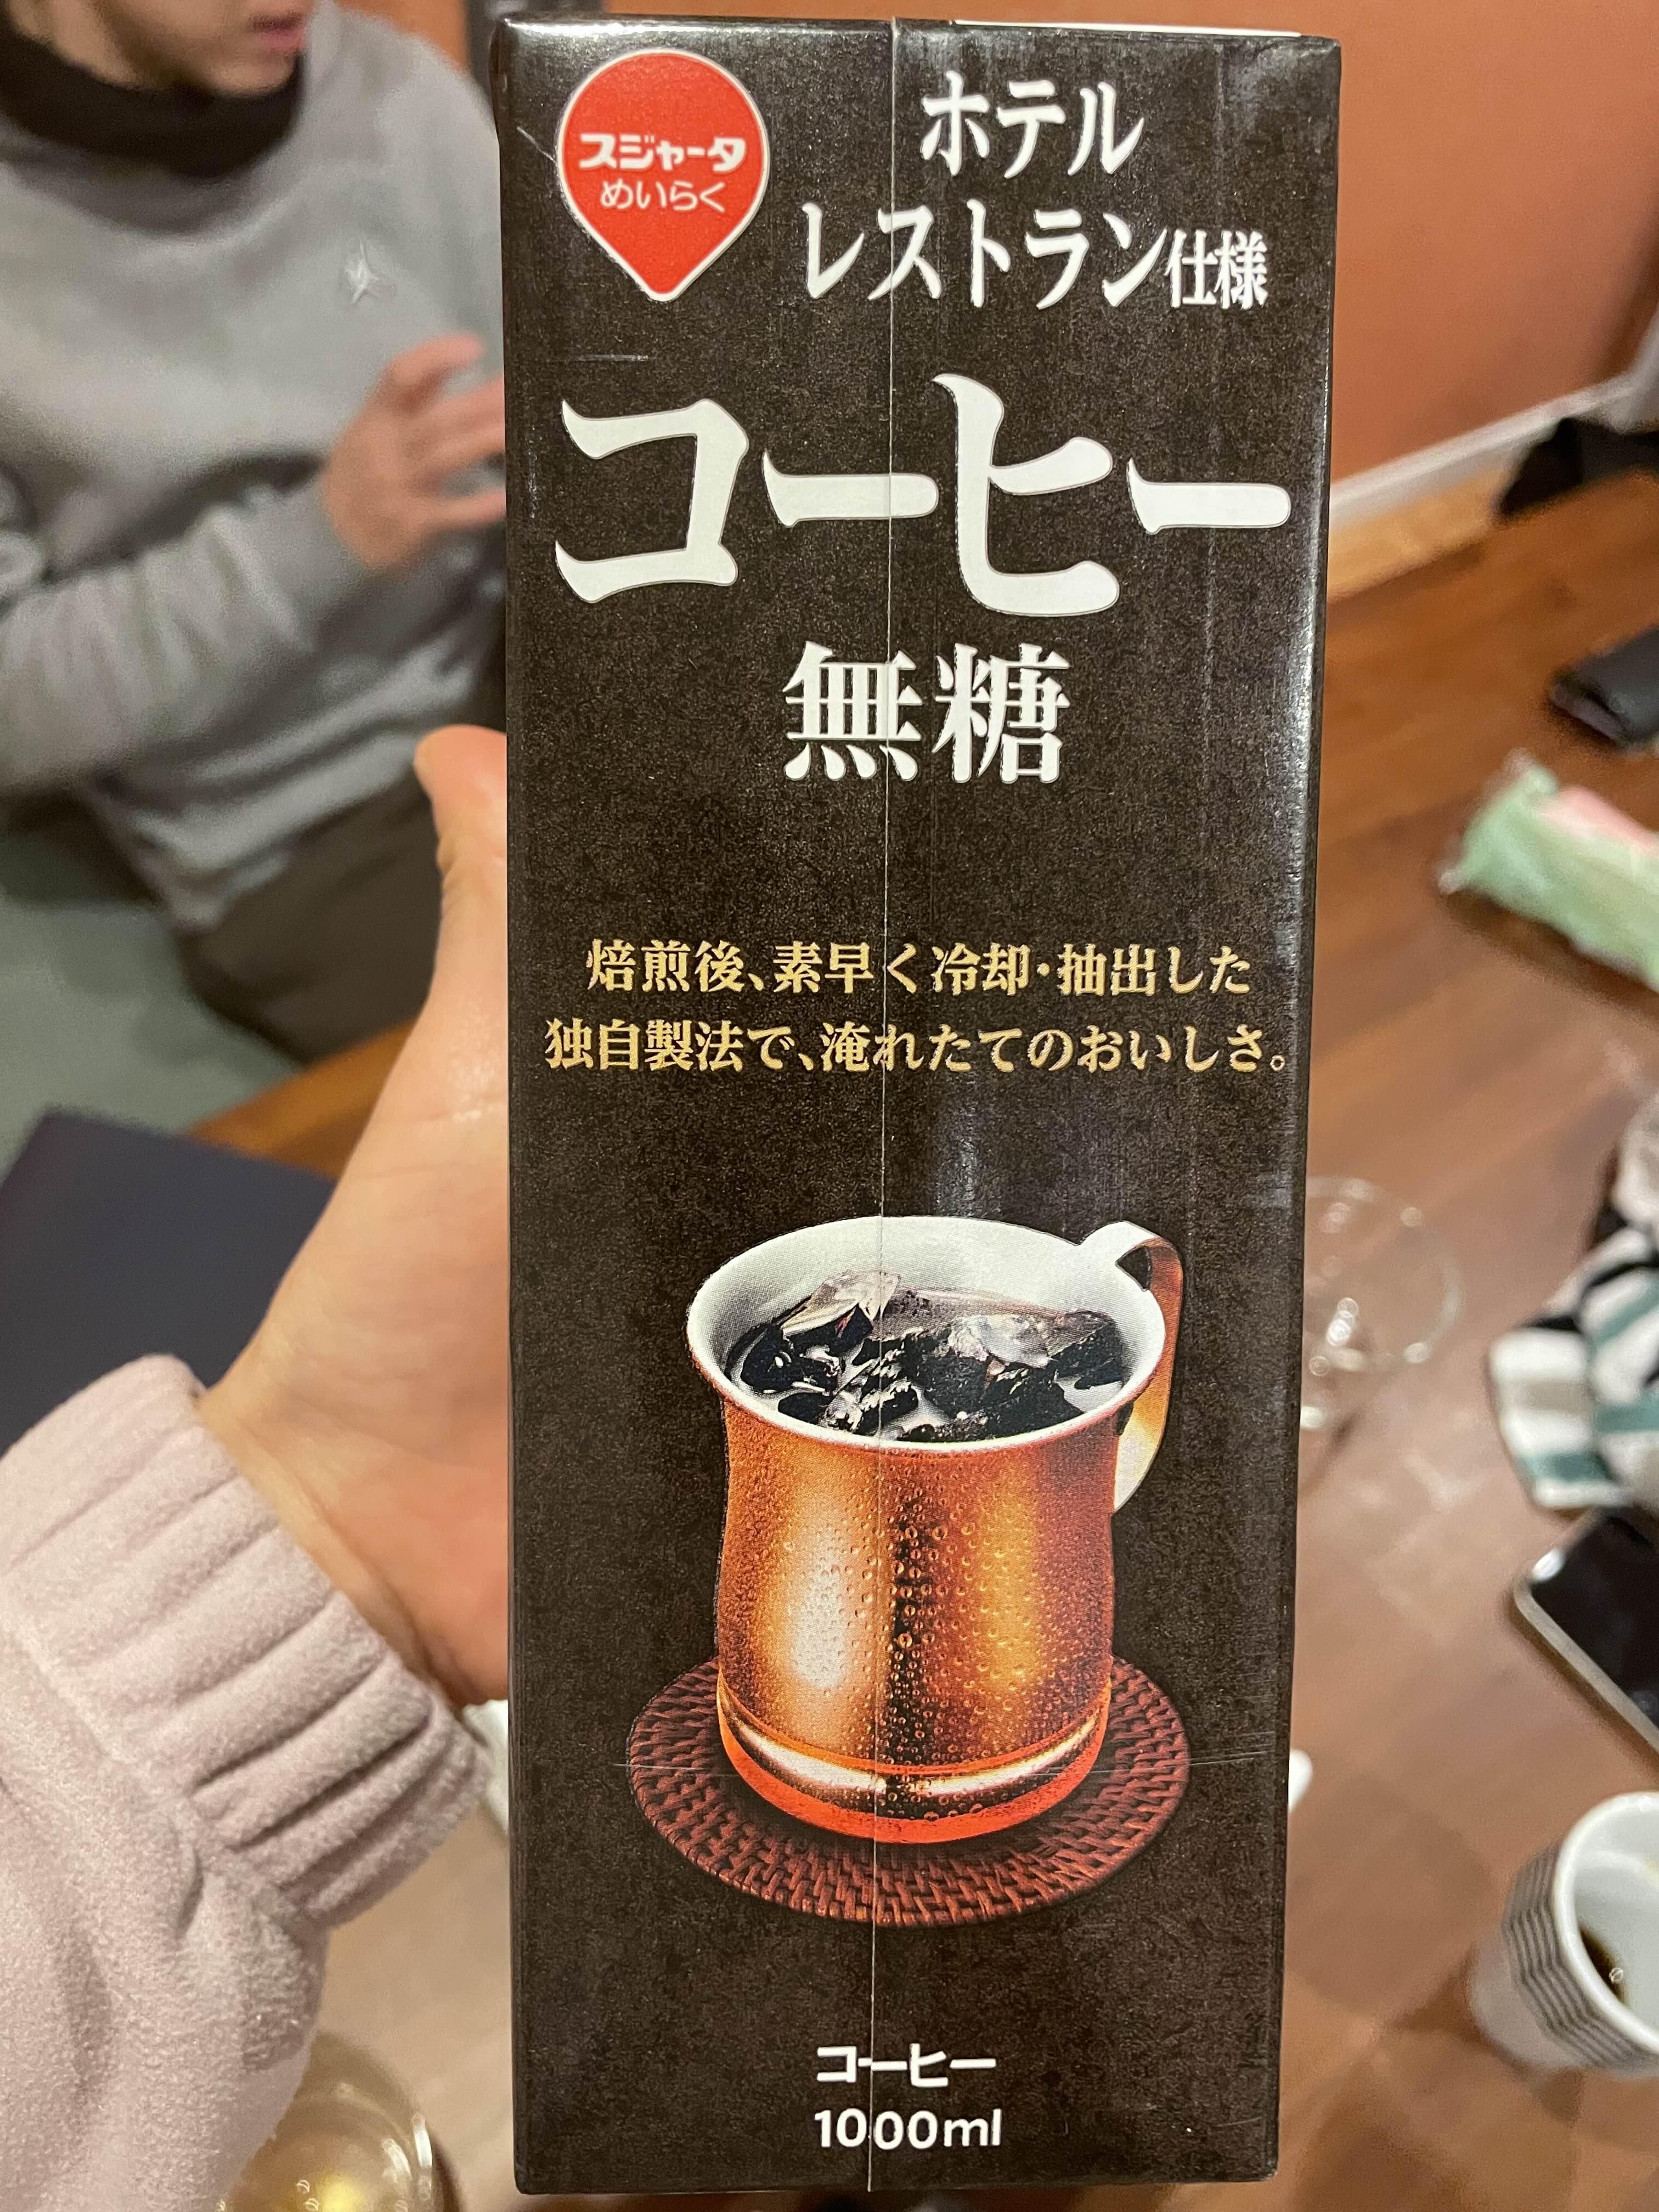 スジャータ
めいらく
ホテル
レストラン仕様
コーヒー
無糖
焙煎後、素早く冷却・抽出した
独自製法で、淹れたてのおいしさ。
コーヒー
1000ml